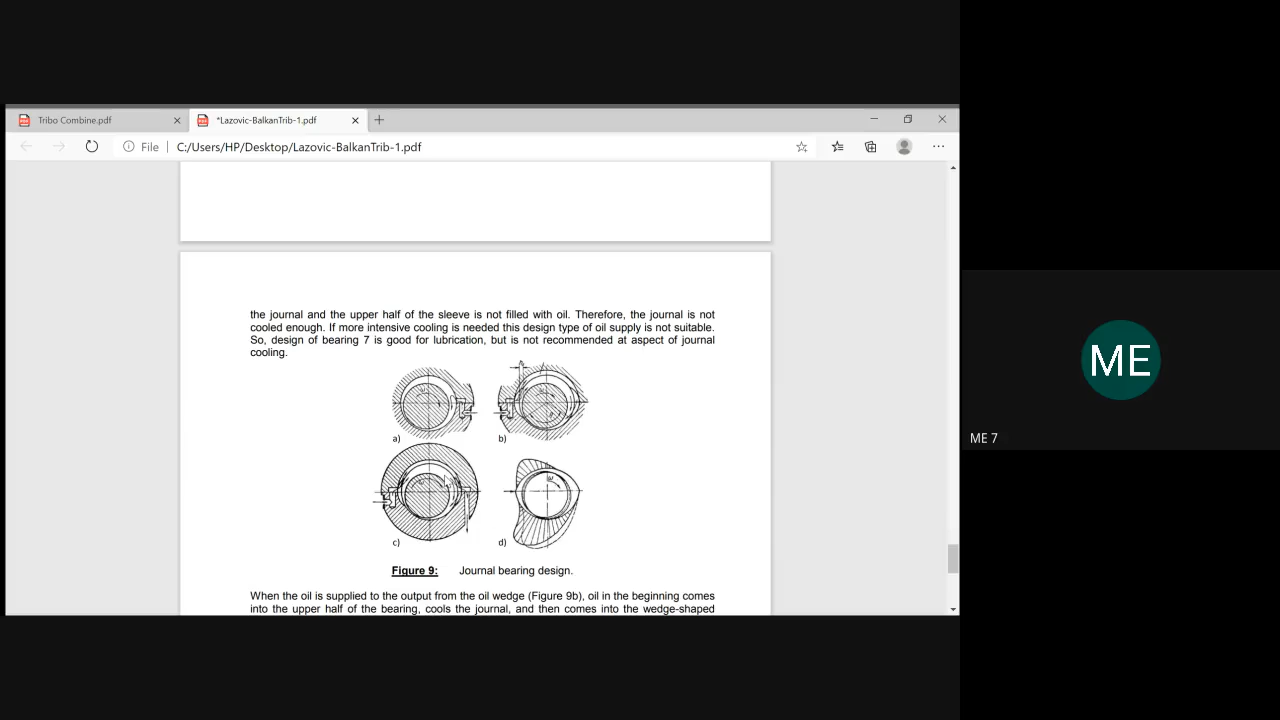 Tribo Combine.pdf
*Lazovic-BalkanTrib-1.pdf
File
C:/Users/HP/Desktop/Lazovic-BalkanTrib-1.pdf
the journal and the upper half of the sleeve is not filled with oil. Therefore, the journal is not
cooled enough. If more intensive cooling is needed this design type of oil supply is not suitable.
So, design of bearing 7 is good for lubrication, but is not recommended at aspect of journal
cooling.
a)
b)
c)
d)
Figure 9: Journal bearing design.
When the oil is supplied to the output from the oil wedge (Figure 9b), oil in the beginning comes
into the upper half of the bearing, cools the journal, and then comes into the wedge-shaped
ME
ME 7